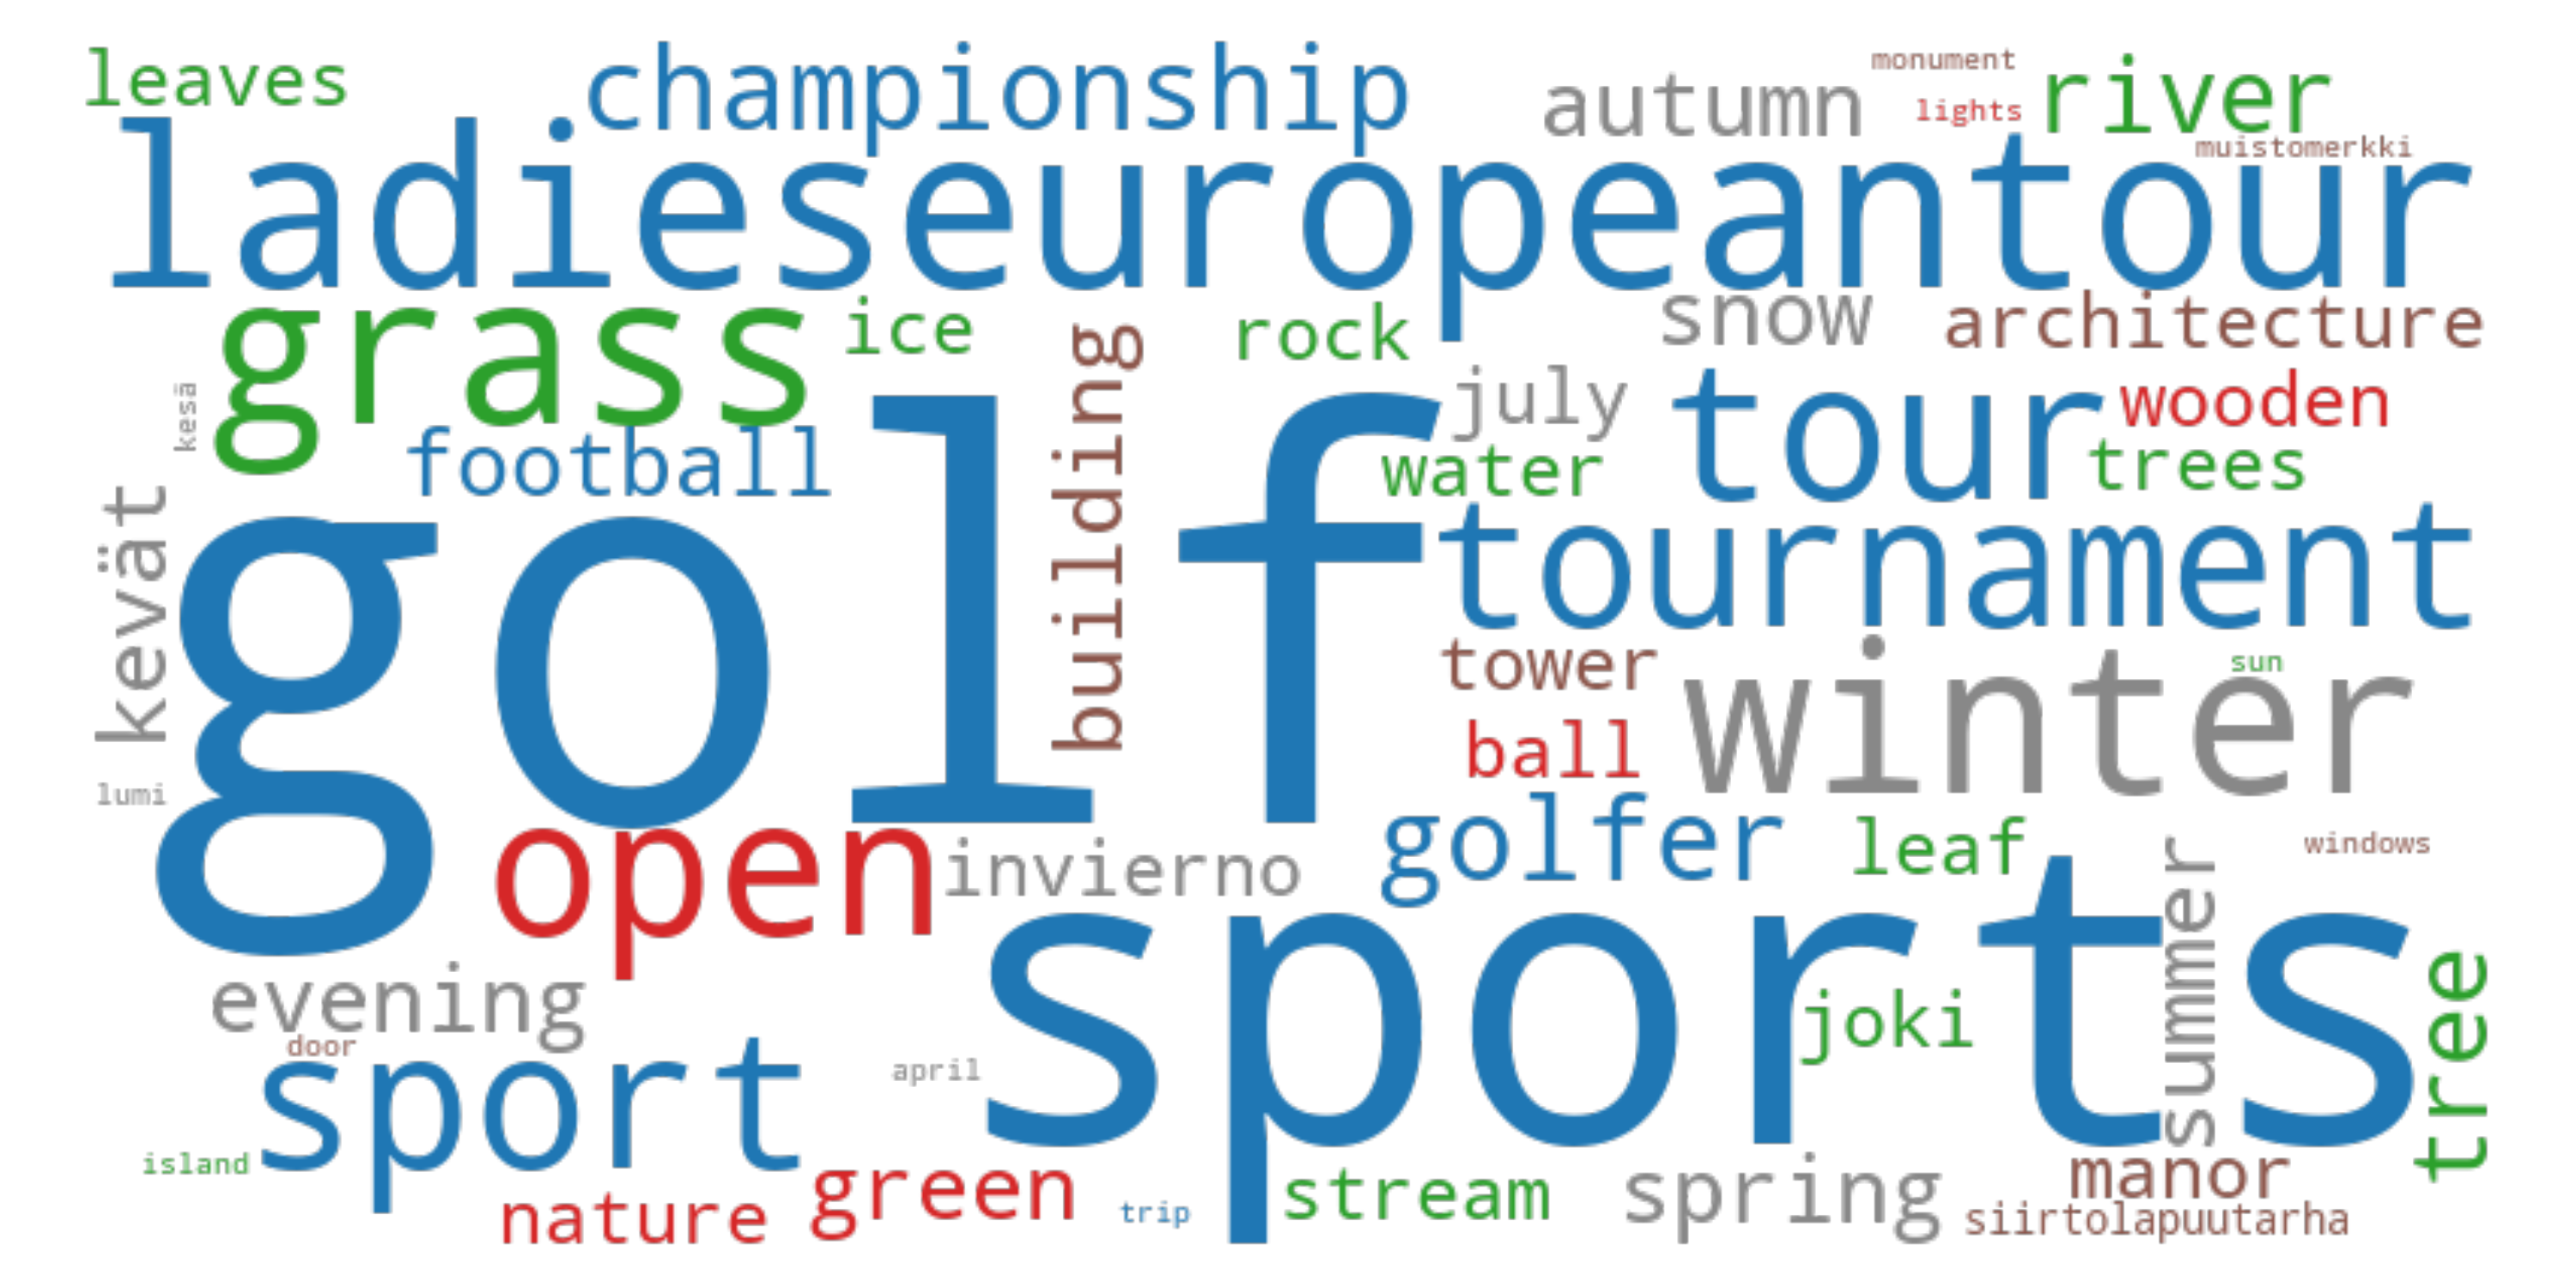 leaves
championship
autumn
monument
lights
river
muistomerkki
ladieseuropeantour
grass
ice
building
rock
snow
architecture
kesä
football
july
tour
wooden
water
trees
kevät
golf
tournament
tower
winter
sun
ball
lumi
open
invierno
golfer
leaf
windows
summer
sports
evening
door
sport
april
joki
tree
island
nature
green
trip
stream
spring
manor
siirtolapuutarha